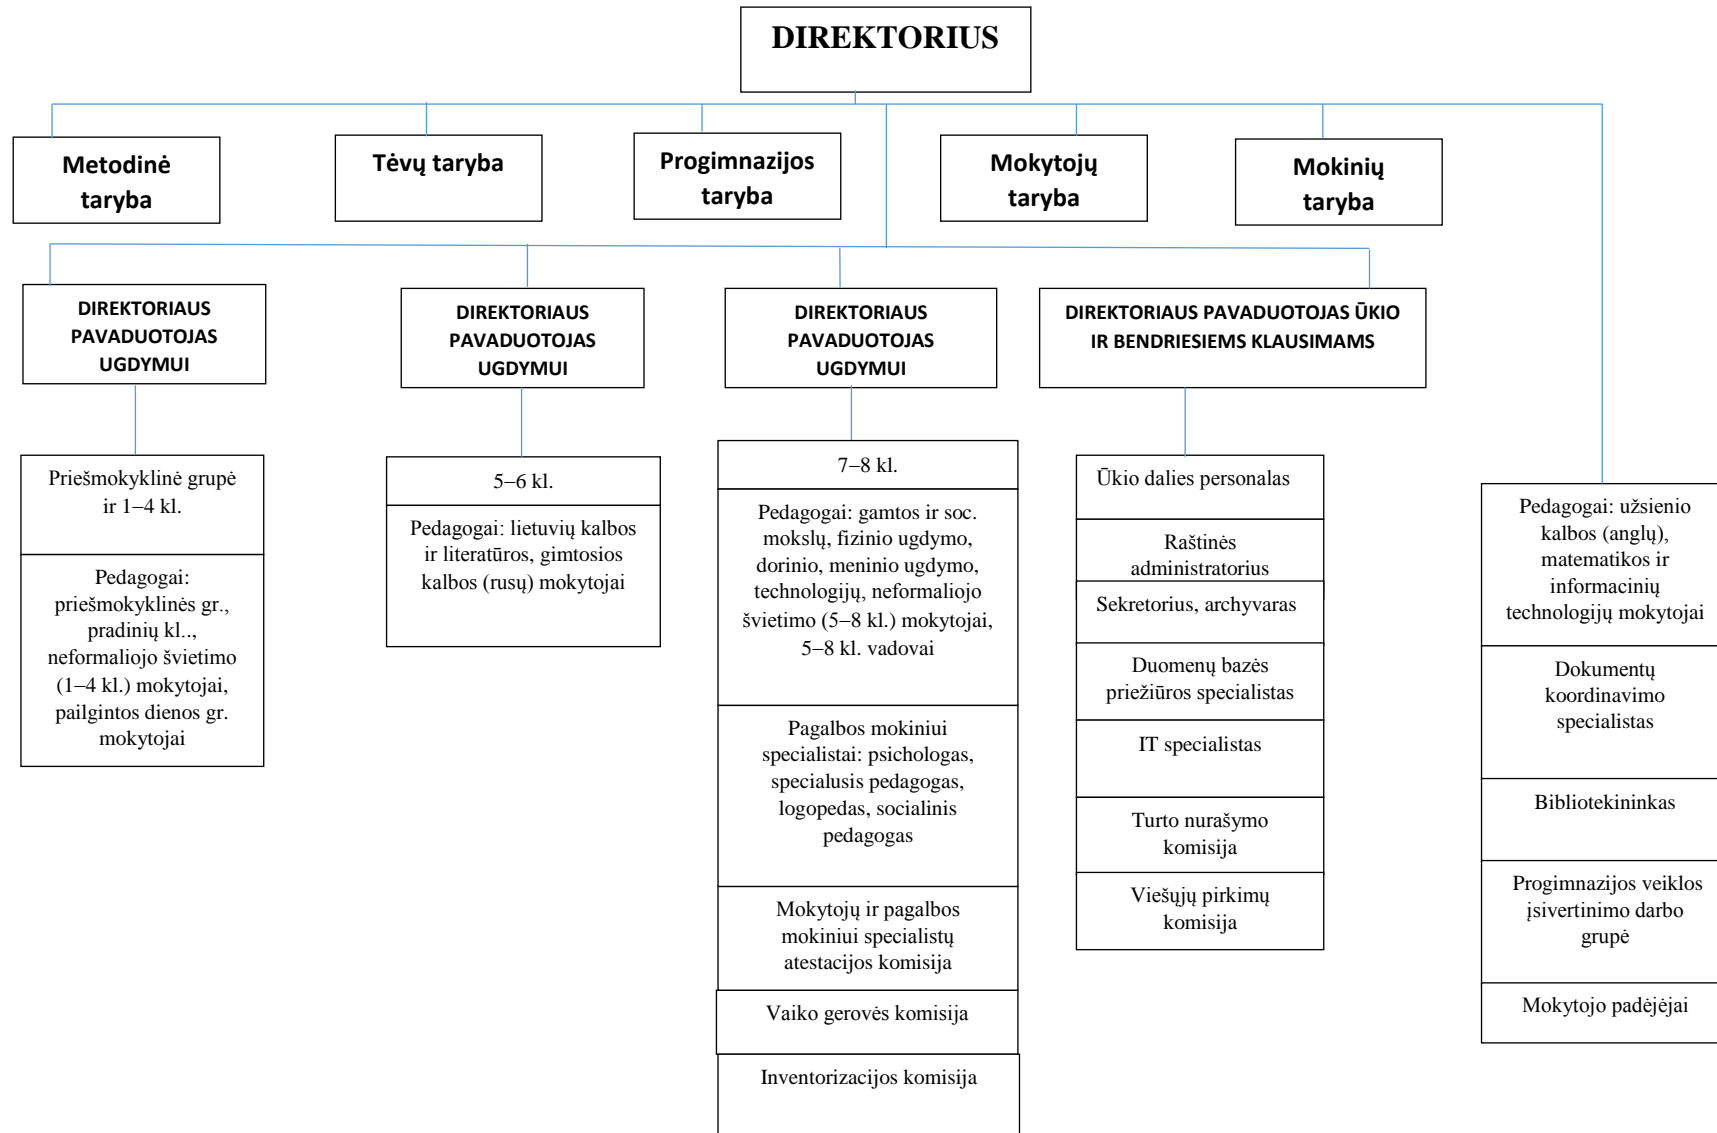 DIREKTORIUS
Metodinė
taryba
Tėvų taryba
Progimnazijos
taryba
Mokytojų
taryba
Mokinių
taryba
DIREKTORIAUS
PAVADUOTOJAS
UGDYMUI
DIREKTORIAUS
PAVADUOTOJAS
UGDYMUI
DIREKTORIAUS
PAVADUOTOJAS
UGDYMUI
DIREKTORIAUS PAVADUOTOJAS ŪKIO
IR BENDRIESIEMS KLAUSIMAMS
Priešmokyklinė grupė
ir 1–4 kl.
Pedagogai:
priešmokyklinės gr.,
pradinių kl..,
neformaliojo švietimo
(1–4 kl.) mokytojai,
pailgintos dienos gr.
mokytojai
5–6 kl.
Pedagogai: lietuvių kalbos
ir literatūros, gimtosios
kalbos (rusų) mokytojai
7–8 kl.
Pedagogai: gamtos ir soc.
mokslų, fizinio ugdymo,
dorinio, meninio ugdymo,
technologijų, neformaliojo
švietimo (5–8 kl.) mokytojai,
5–8 kl. vadovai
Pagalbos mokiniui
specialistai: psichologas,
specialusis pedagogas,
logopedas, socialinis
pedagogas
Mokytojų ir pagalbos
mokiniui specialistų
atestacijos komisija
Vaiko gerovės komisija
Inventorizacijos komisija
Ūkio dalies personalas
Raštinės
administratorius
Sekretorius, archyvaras
Duomenų bazės
priežiūros specialistas
IT specialistas
Turto nurašymo
komisija
Viešųjų pirkimų
komisija
Pedagogai: užsienio
kalbos (anglų),
matematikos ir
informacinių
technologijų mokytojai
Dokumentų
koordinavimo
specialistas
Bibliotekininkas
Progimnazijos veiklos
įsivertinimo darbo
grupė
Mokytojo padėjėjai